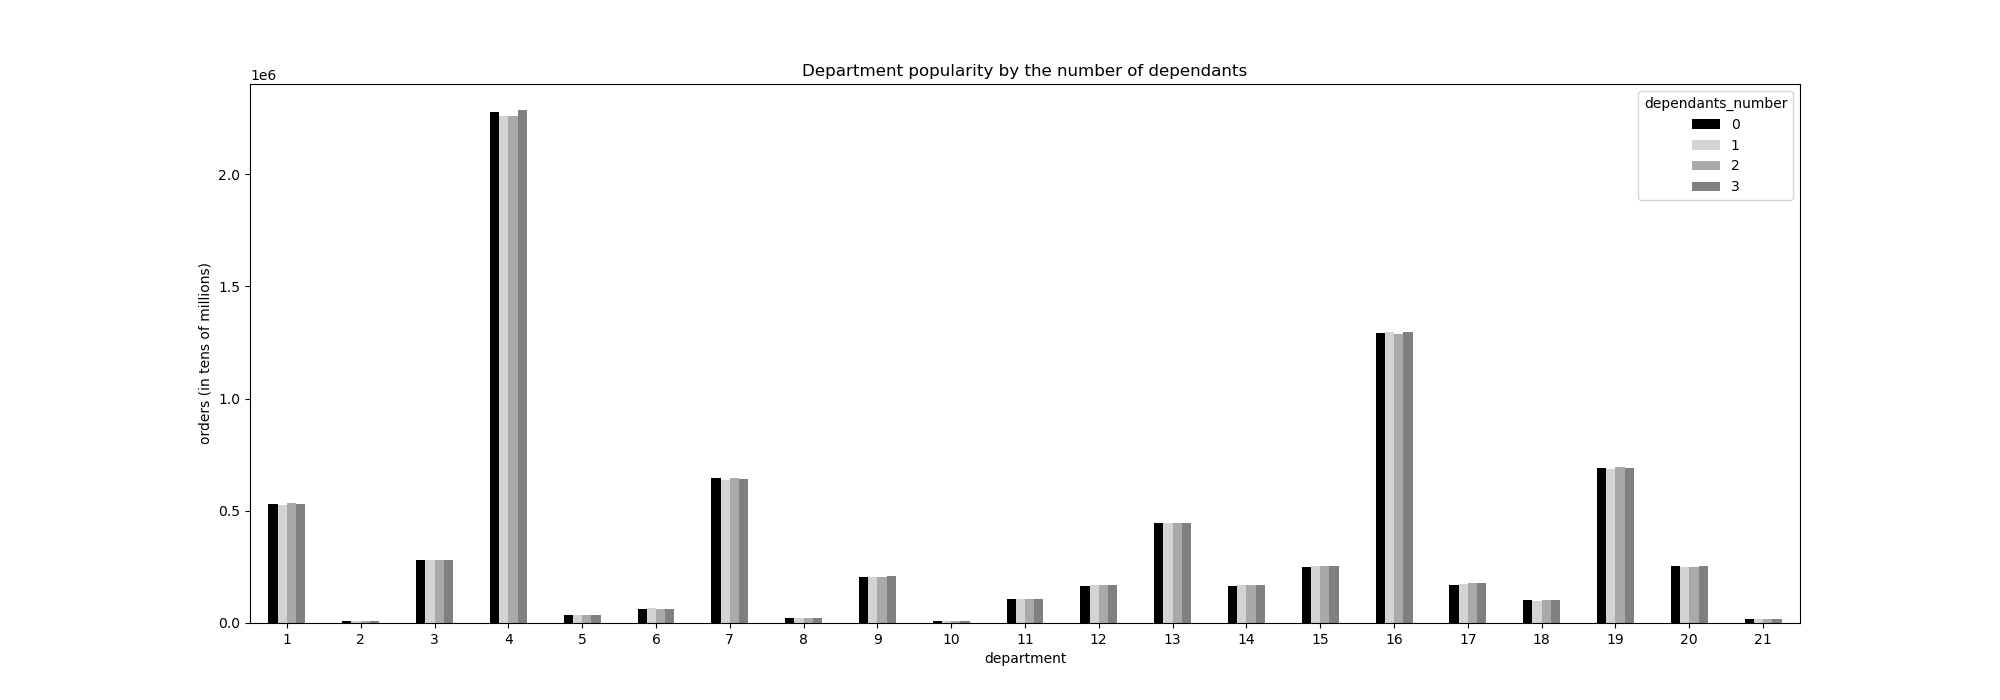 Department popularity by the number of dependants
1e6
dependants_number
0
1
2
3
2.0
1.5
1.0
0.5
0.0
orders (in tens of millions)
1 2 3 4 5 6 7 8 9 10 11 12 13 14 15 16 17 18 19 20 21
department